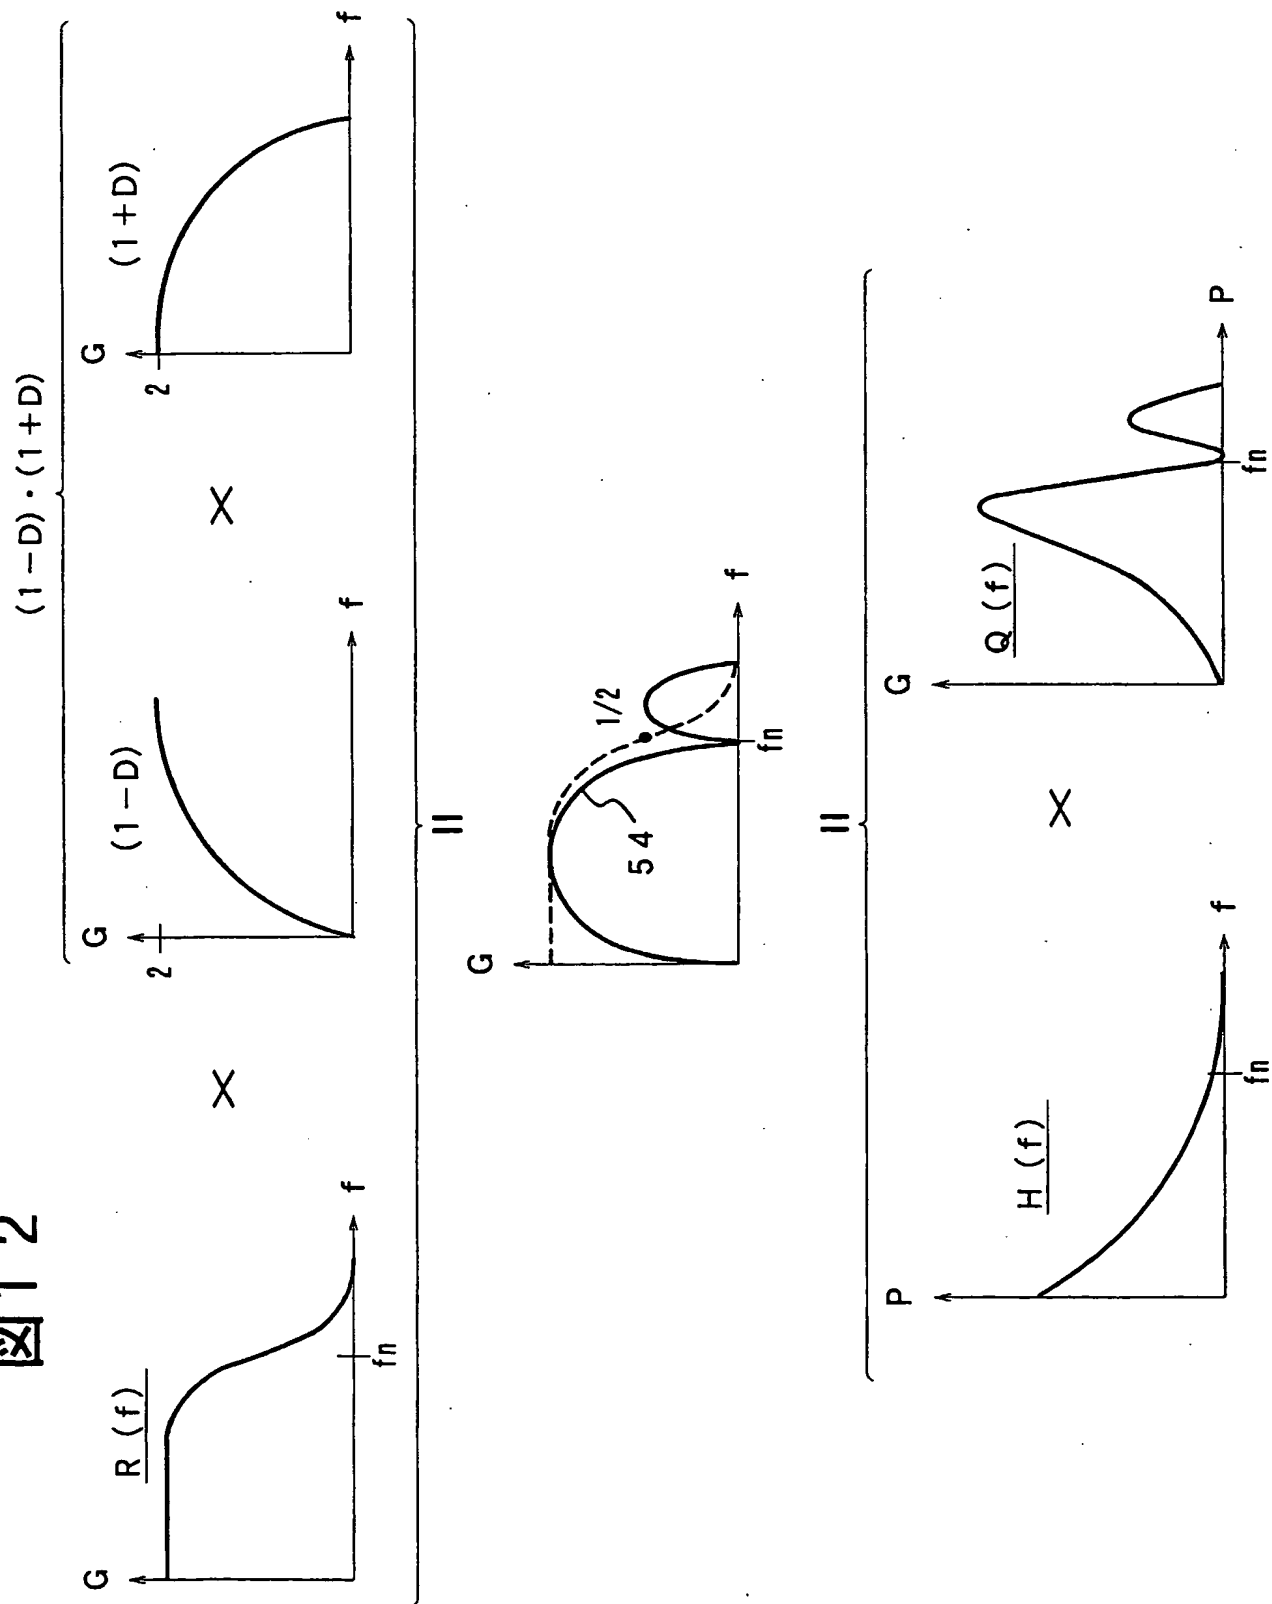 図12
(1-D)·(1+D)
R(f)
G
f
fn
×
(1-D)
G
2
f
×
(1+D)
G
2
f
=
G
54
1/2
fn
f
=
H(f)
P
fn
f
×
Q(f)
G
fn
P